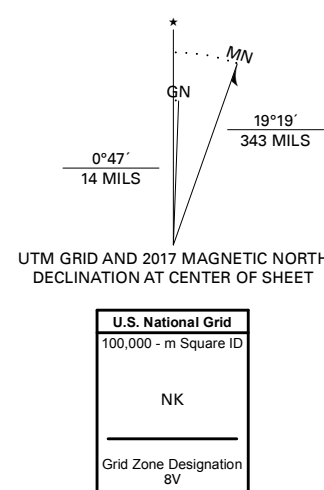 ★
MN
GN
19°19´
343 MILS
0°47´
14 MILS
UTM GRID AND 2017 MAGNETIC NORTH
DECLINATION AT CENTER OF SHEET
U.S. National Grid
100,000 - m Square ID
NK
Grid Zone Designation
8V